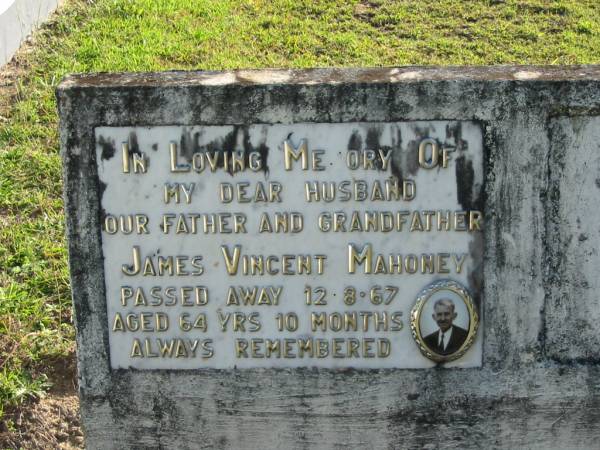 In Loving Me ory Of
my dear husband
our father and grandfather
James Vincent Mahoney
passed away 12·8·67
aged 64 yrs 10 months
always remembered